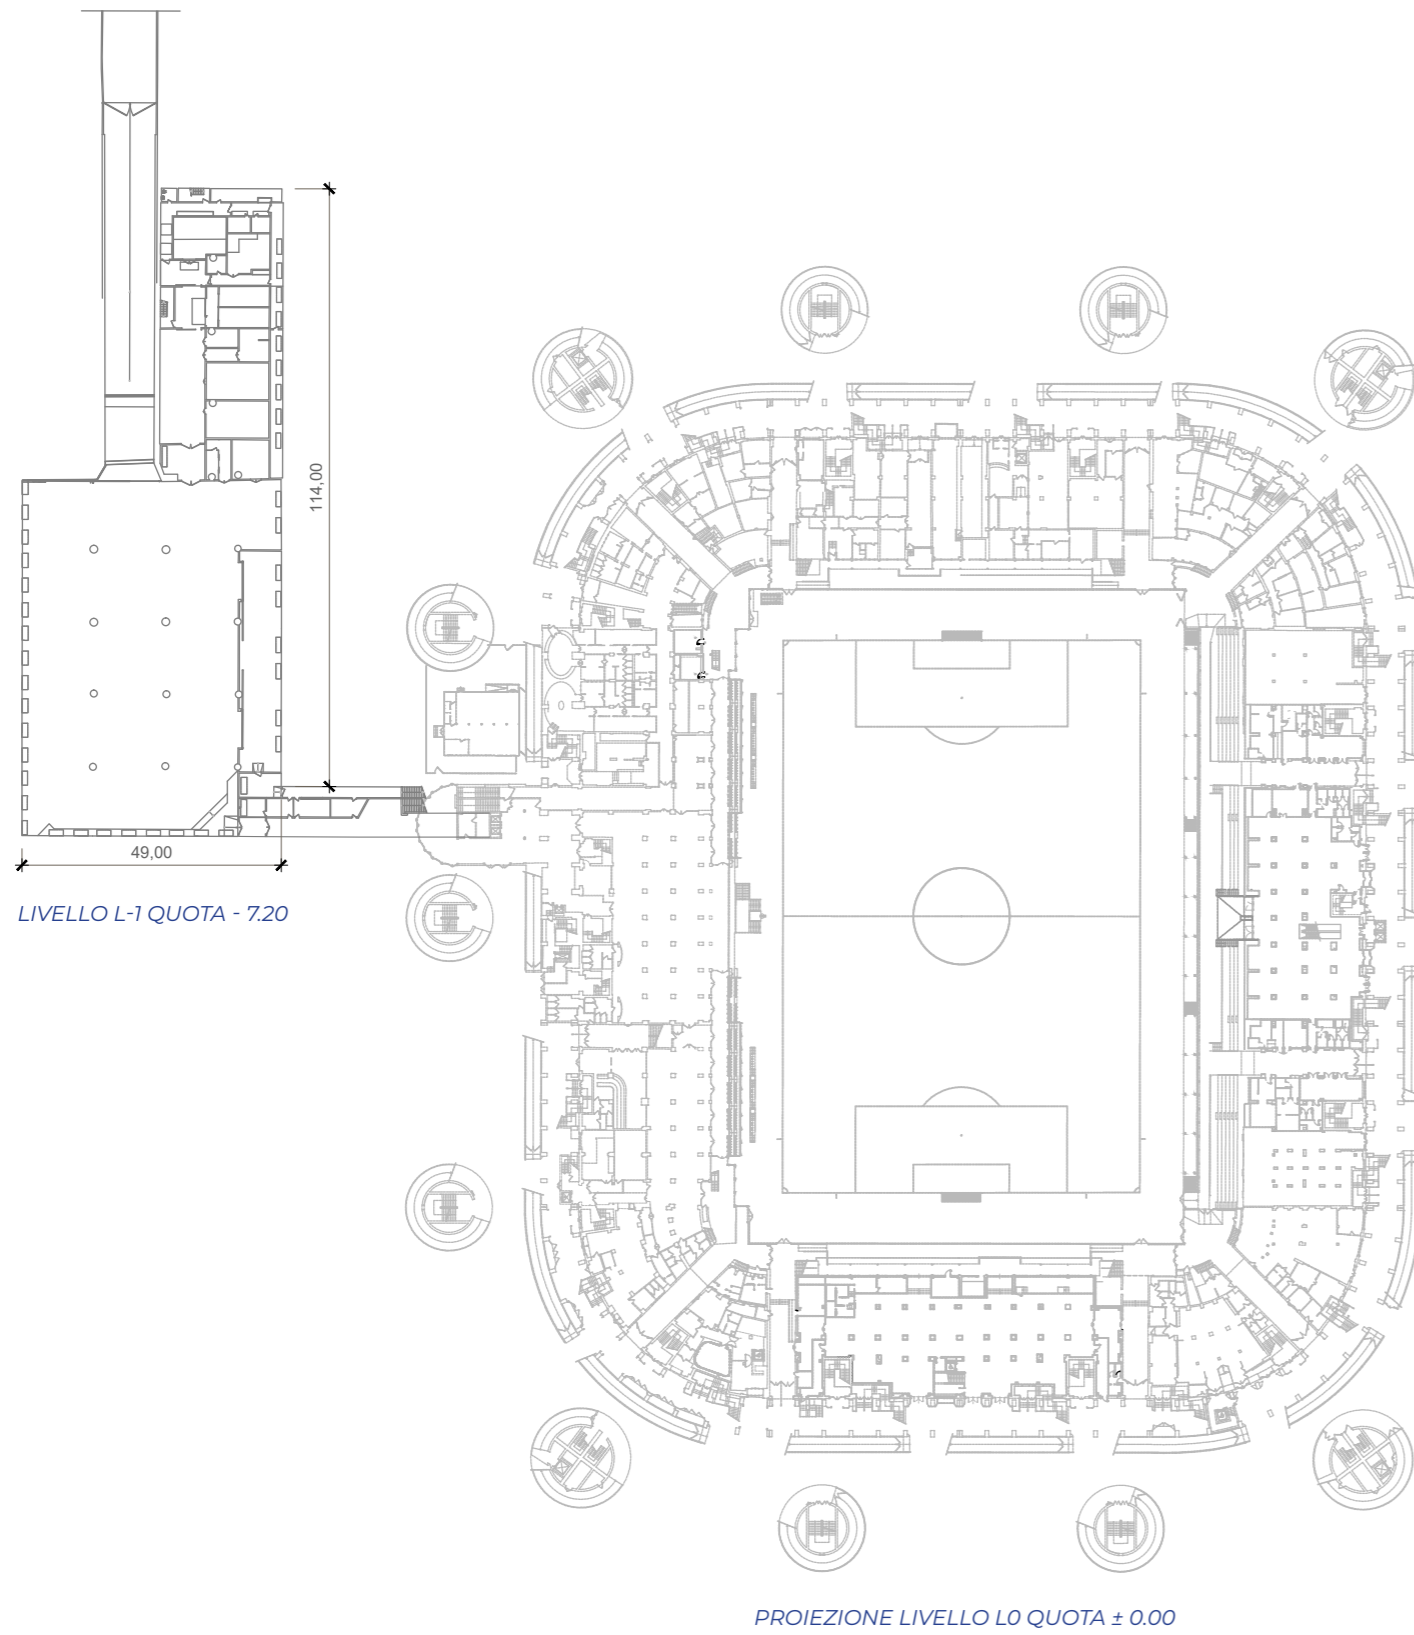 114,00
49,00
LIVELLO L-1 QUOTA - 7.20
PROIEZIONE LIVELLO L0 QUOTA ± 0.00